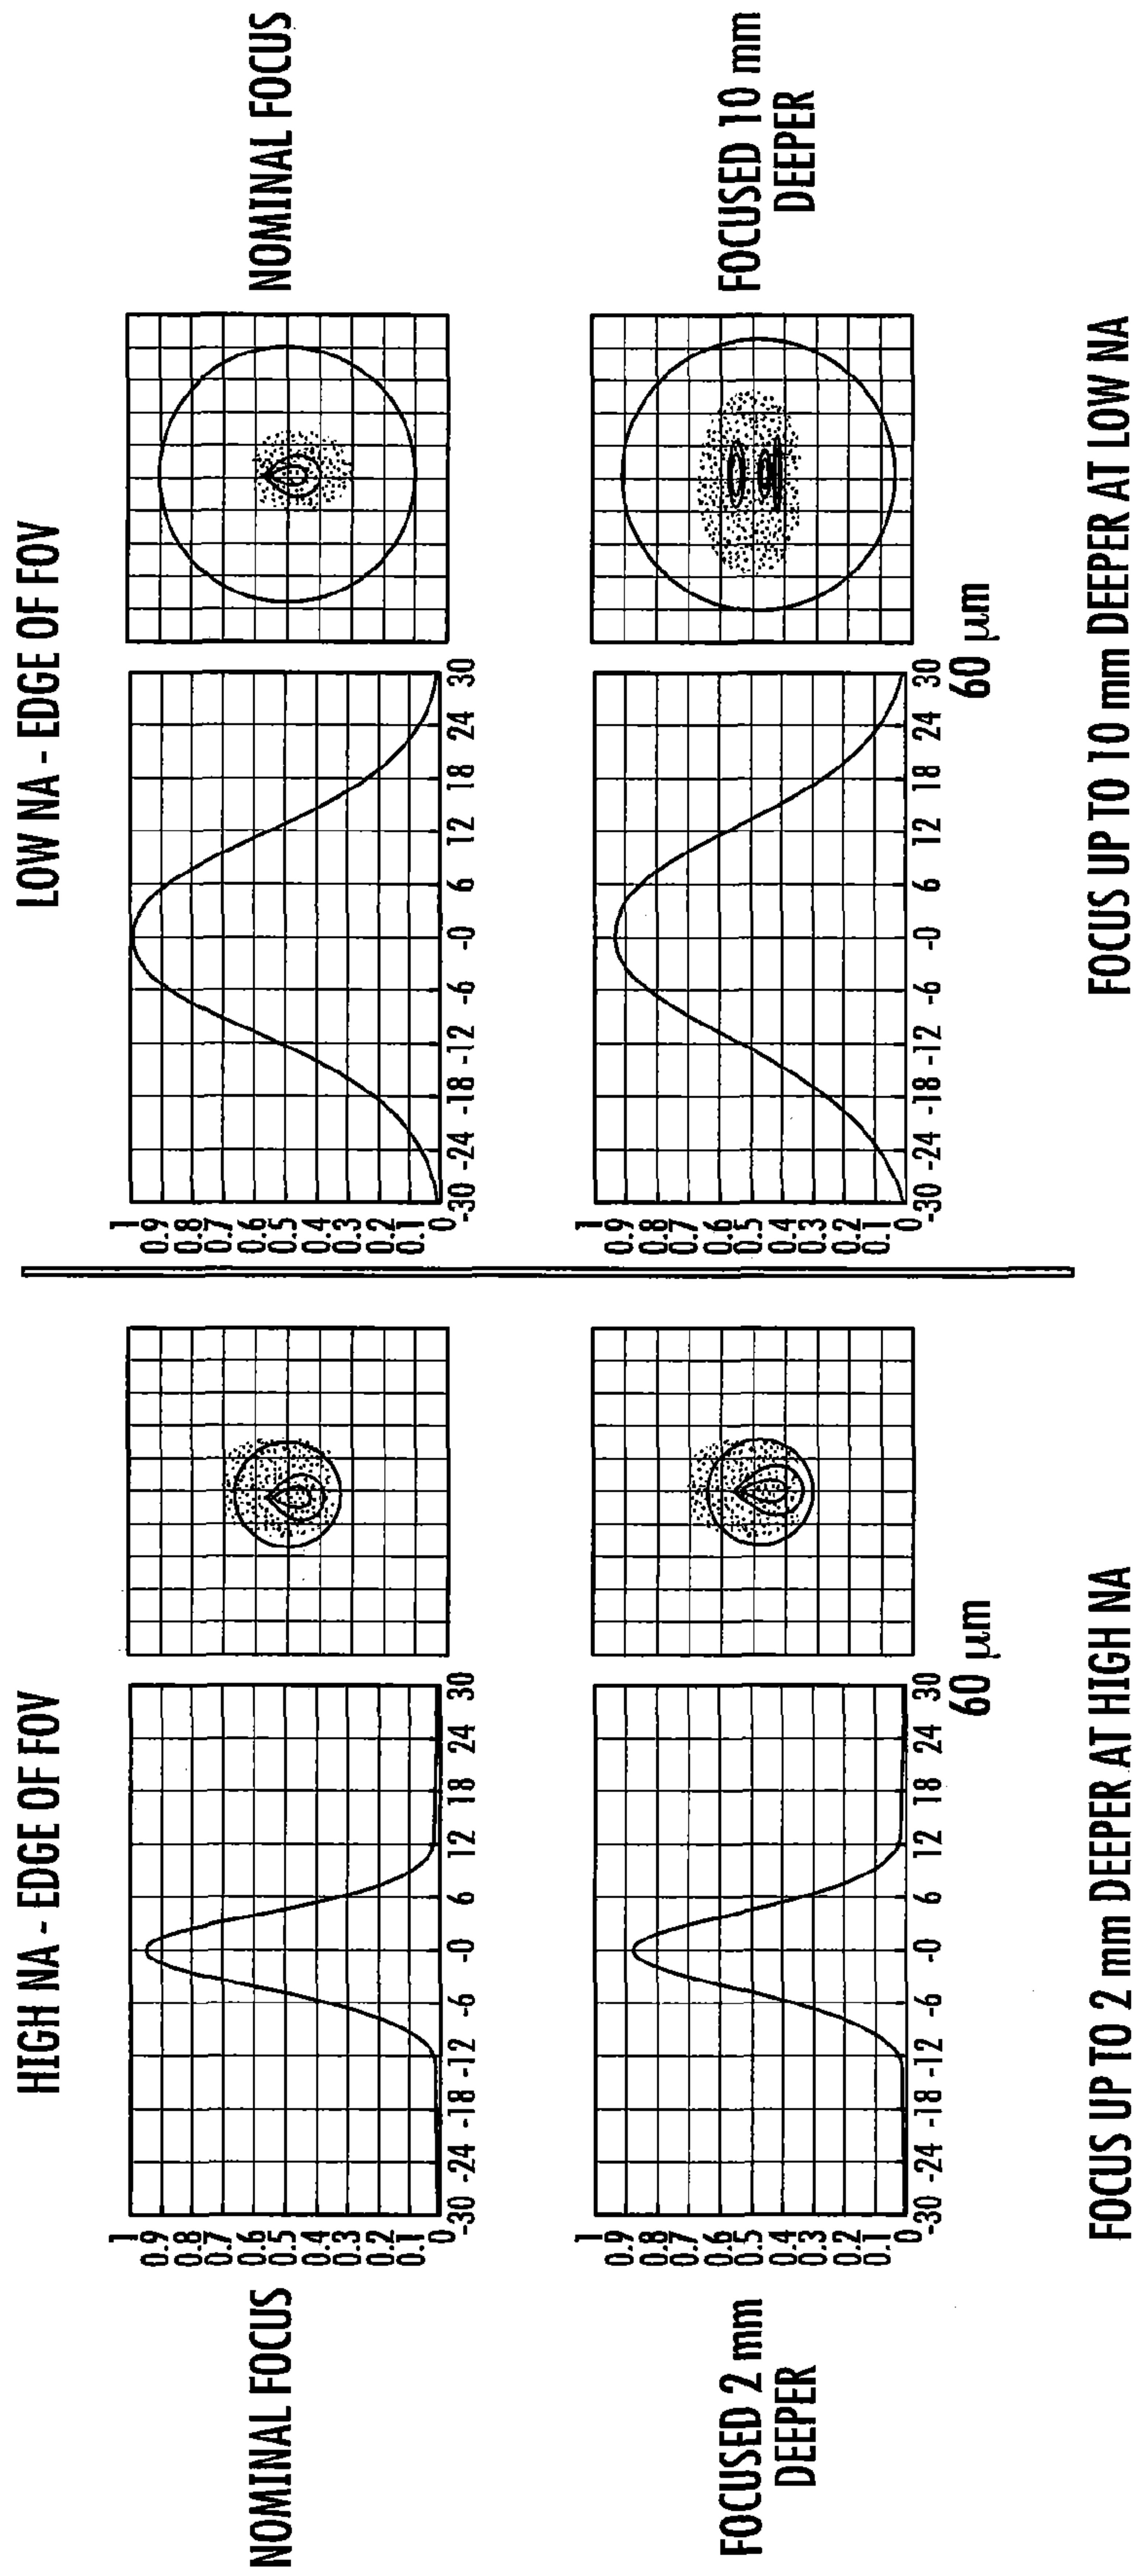 HIGH NA - EDGE OF FOV
LOW NA - EDGE OF FOV
NOMINAL FOCUS
1
0.9
0.8
0.7
0.6
0.5
0.4
0.3
0.2
0.1
0
-30 -24 -18 -12 -6 -0 6 12 18 24 30
1
0.9
0.8
0.7
0.6
0.5
0.4
0.3
0.2
0.1
0
-30 -24 -18 -12 -6 -0 6 12 18 24 30
NOMINAL FOCUS
FOCUSED 2 mm
DEEPER
1
0.9
0.8
0.7
0.6
0.5
0.4
0.3
0.2
0.1
0
-30 -24 -18 -12 -6 -0 6 12 18 24 30
60 μm
1
0.9
0.8
0.7
0.6
0.5
0.4
0.3
0.2
0.1
0
-30 -24 -18 -12 -6 -0 6 12 18 24 30
60 μm
FOCUSED 10 mm
DEEPER
FOCUS UP TO 2 mm DEEPER AT HIGH NA
FOCUS UP TO 10 mm DEEPER AT LOW NA